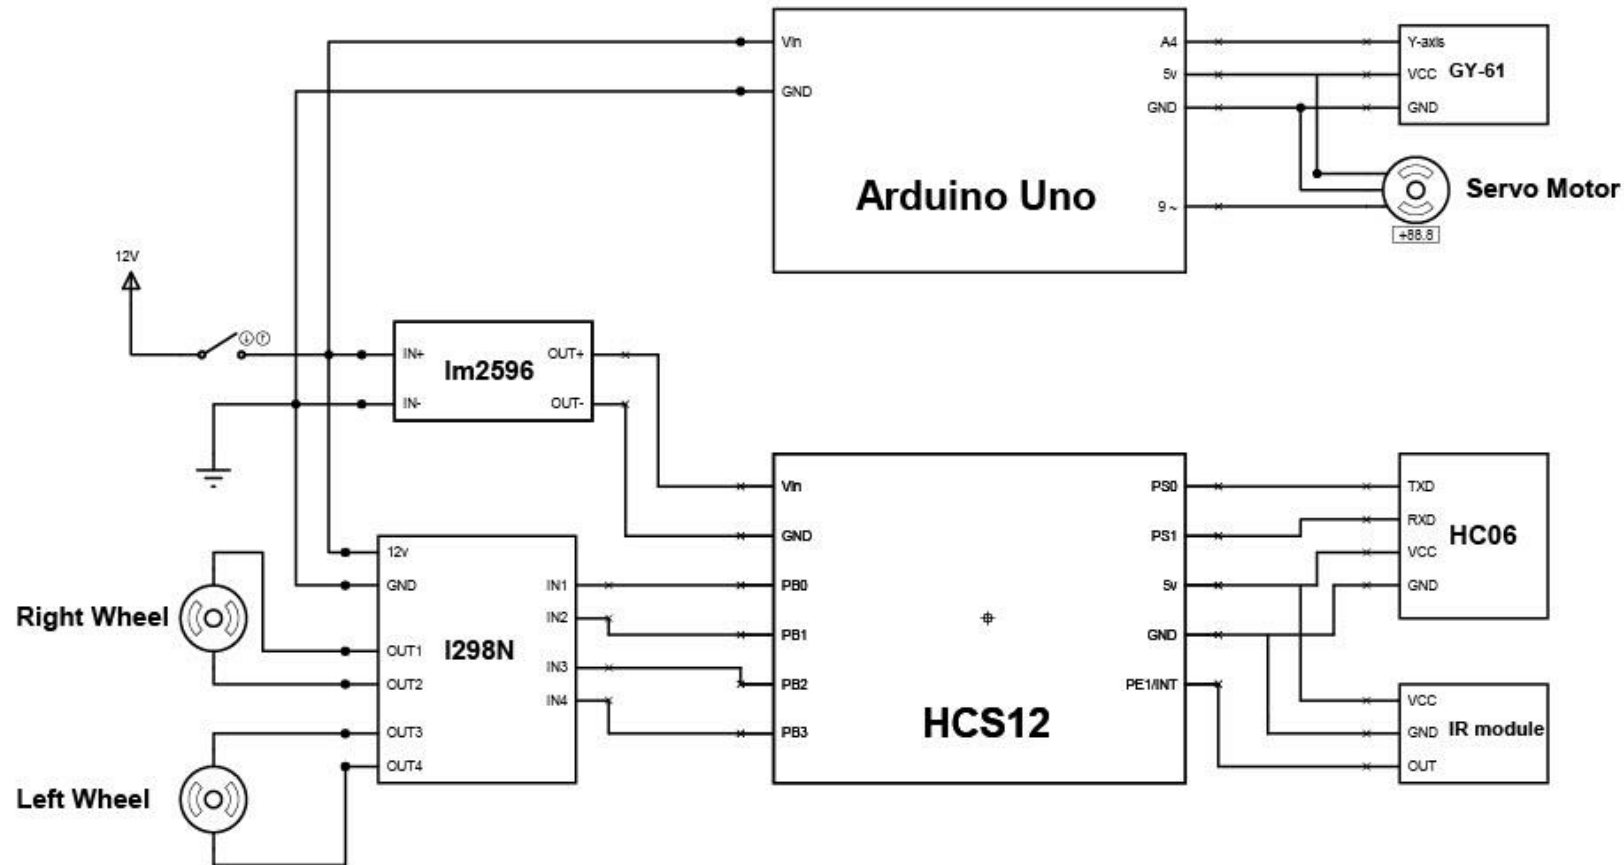 Vin
GND
A4
5v
GND
9 ~
Arduino Uno
Y-axis
VCC
GND
GY-61
Servo Motor
+88.8
12V
IN+
IN-
OUT+
OUT-
lm2596
Right Wheel
Left Wheel
12v
GND
OUT1
OUT2
OUT3
OUT4
IN1
IN2
IN3
IN4
l298N
Vin
GND
PB0
PB1
PB2
PB3
PS0
PS1
5v
GND
PE1/INT
HCS12
TXD
RXD
VCC
GND
HC06
VCC
GND
OUT
IR module